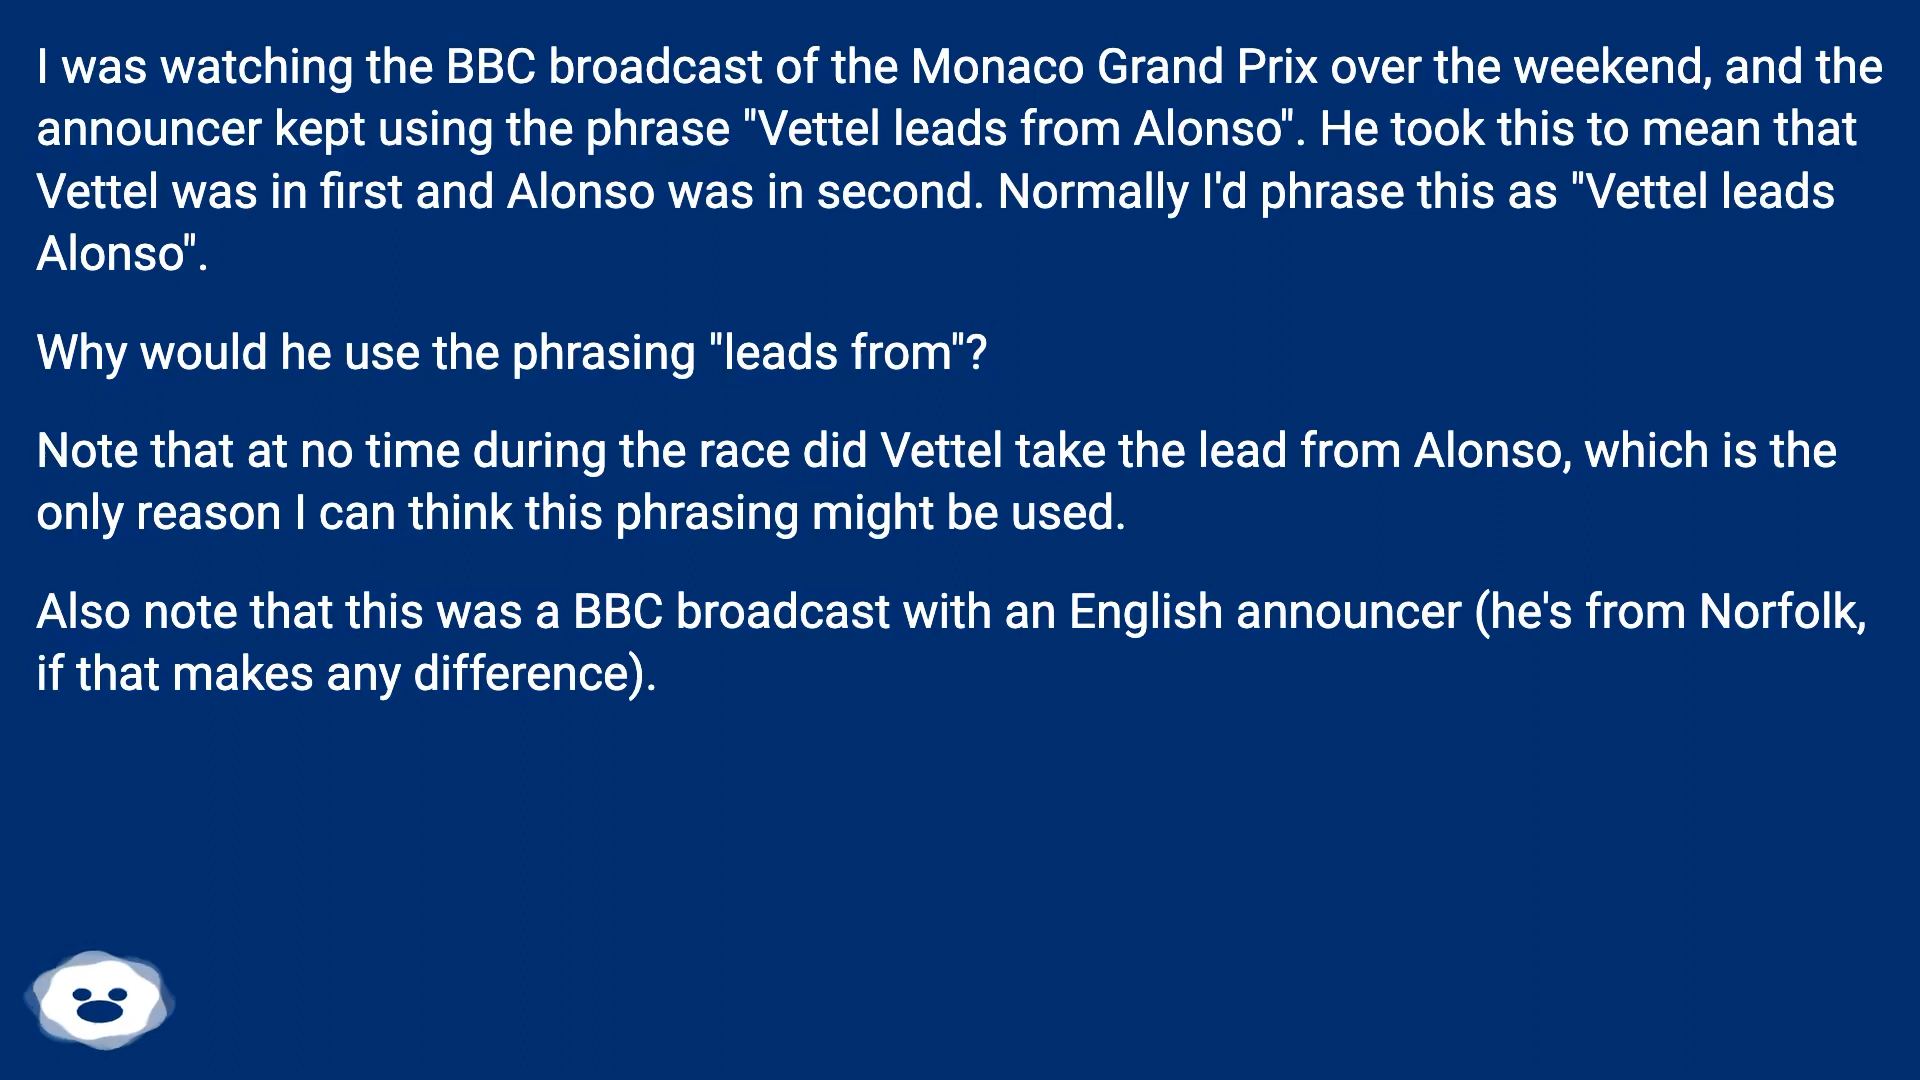 I was watching the BBC broadcast of the Monaco Grand Prix over the weekend, and the
announcer kept using the phrase "Vettel leads from Alonso". He took this to mean that
Vettel was in first and Alonso was in second. Normally I'd phrase this as "Vettel leads
Alonso".
Why would he use the phrasing "leads from"?
Note that at no time during the race did Vettel take the lead from Alonso, which is the
only reason I can think this phrasing might be used.
Also note that this was a BBC broadcast with an English announcer (he's from Norfolk,
if that makes any difference).